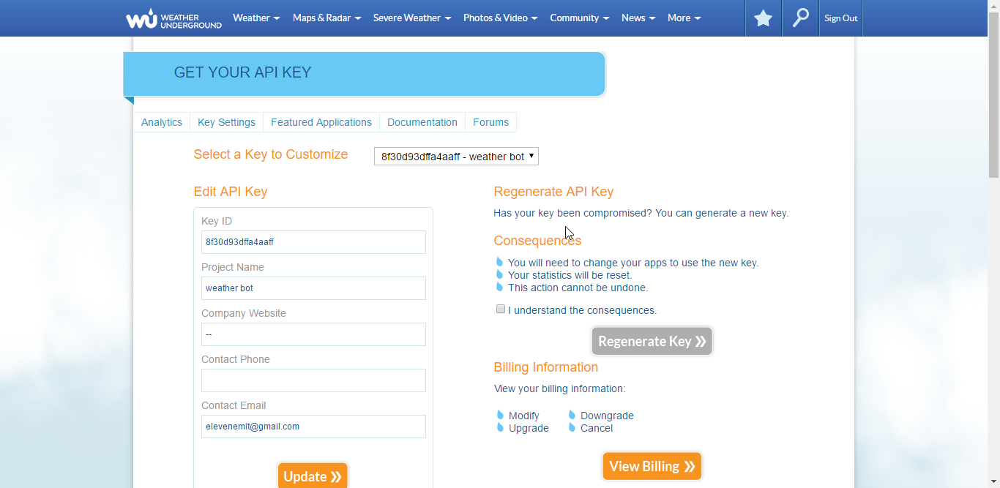 WEATHER
UNDERGROUND
Weather Maps & Radar Severe Weather Photos & Video Community News More Sign Out
GET YOUR API KEY
Analytics Key Settings Featured Applications Documentation Forums
Select a Key to Customize 8f30d93dffa4aaff - weather bot
Edit API Key
Key ID
8f30d93dffa4aaff
Project Name
weather bot
Company Website
--
Contact Phone
Contact Email
elevenemit@gmail.com
Update
Regenerate API Key
Has your key been compromised? You can generate a new key.
Consequences
You will need to change your apps to use the new key.
Your statistics will be reset.
This action cannot be undone.
I understand the consequences.
Regenerate Key
Billing Information
View your billing information:
Modify Downgrade
Upgrade Cancel
View Billing